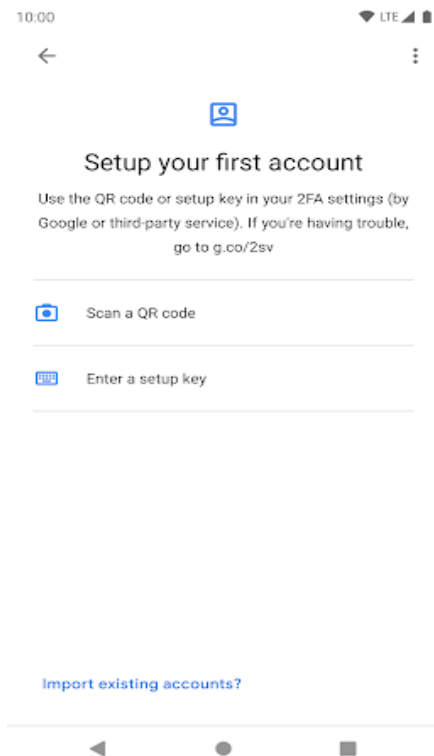 10:00
LTE
Setup your first account
Use the QR code or setup key in your 2FA settings (by
Google or third-party service). If you're having trouble,
go to g.co/2sv
Scan a QR code
Enter a setup key
Import existing accounts?